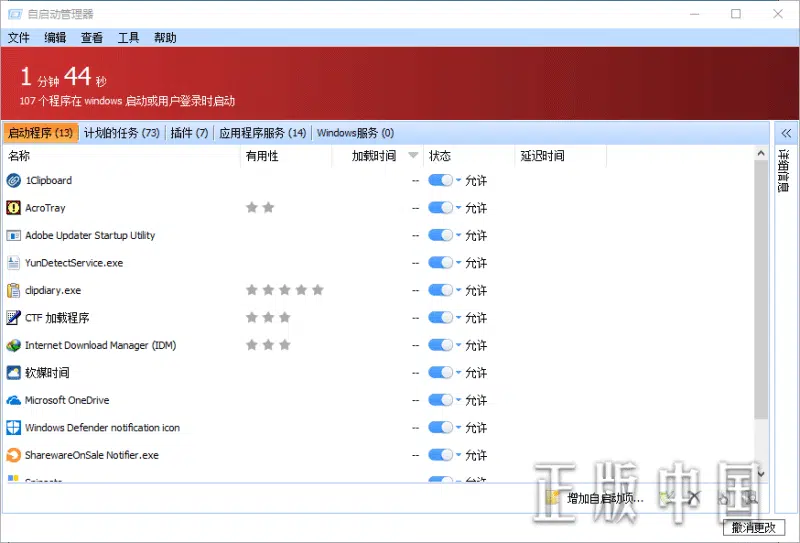 自启动管理器
文件 编辑 查看 工具 帮助
1 分钟 44 秒
107 个程序在 windows 启动或用户登录时启动
启动程序 (13) 计划的任务 (73) 插件 (7) 应用程序服务 (14) Windows服务 (0)
名称 有用性 加载时间 状态 延迟时间
详细信息
1Clipboard -- 允许
AcroTray -- 允许
Adobe Updater Startup Utility -- 允许
YunDetectService.exe -- 允许
clipdiary.exe -- 允许
CTF 加载程序 -- 允许
Internet Download Manager (IDM) -- 允许
软媒时间 -- 允许
Microsoft OneDrive -- 允许
Windows Defender notification icon -- 允许
SharewareOnSale Notifier.exe -- 允许
-- 允许
增加自启动项...
正版中国
撤消更改